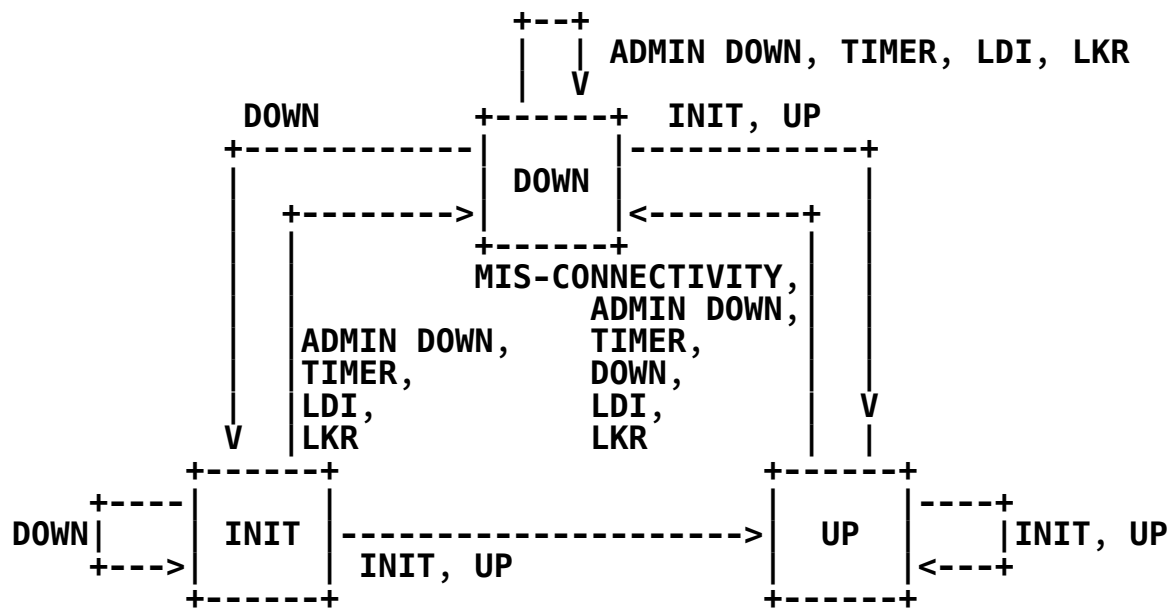 ADMIN DOWN, TIMER, LDI, LKR
DOWN INIT, UP
DOWN
MIS-CONNECTIVITY,
ADMIN DOWN,
ADMIN DOWN, TIMER,
TIMER, DOWN,
LDI, LDI,
LKR LKR
DOWN INIT UP INIT, UP
INIT, UP